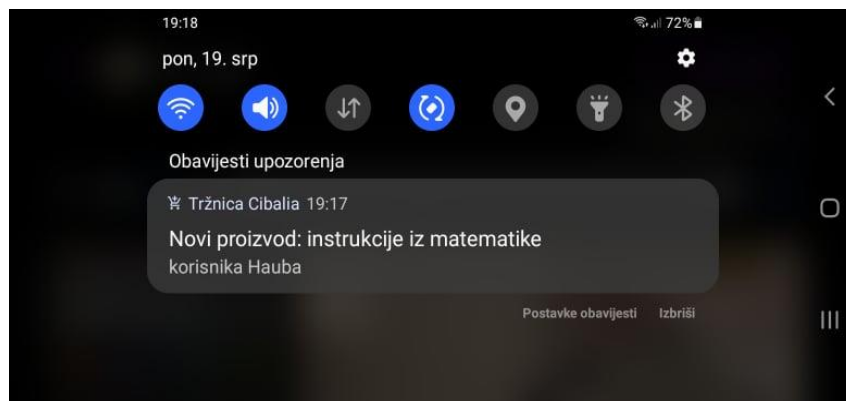 19:18
72%
pon, 19. srp
Obavijesti upozorenja
Tržnica Cibalia 19:17
Novi proizvod: instrukcije iz matematike
korisnika Hauba
Postavke obavijesti Izbriši